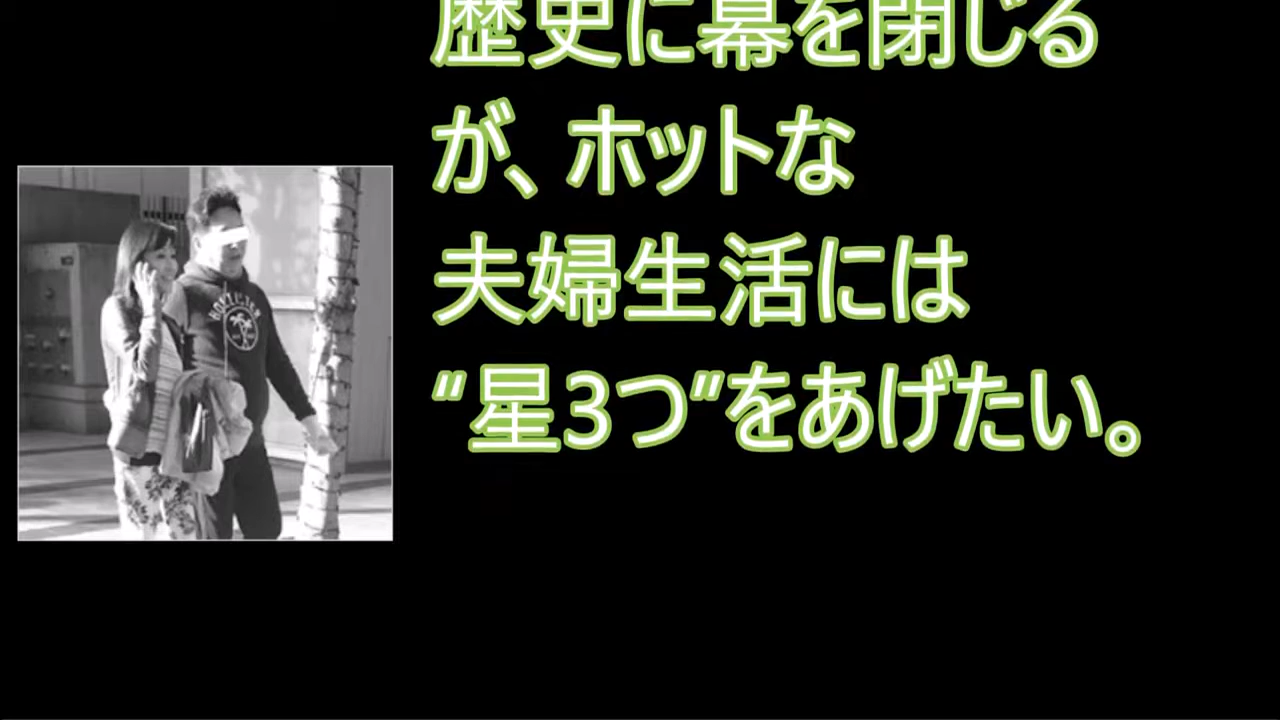 歴史に幕を閉じる
が、ホットな
夫婦生活には
“星3つ”をあげたい。